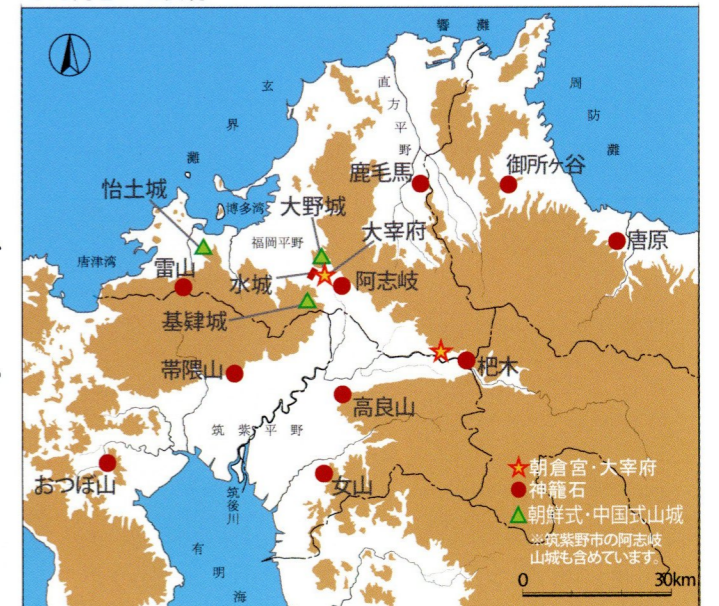 響灘
玄界灘
直方平野
周防灘
鹿毛馬
御所ヶ谷
怡土城
博多湾
大野城
大宰府
福岡平野
唐原
唐津湾
雷山
水城
阿志岐
基肄城
帯隈山
杷木
高良山
筑紫平野
おつぼ山
女山
筑後川
有明海
朝倉宮・大宰府
神籠石
朝鮮式・中国式山城
※筑紫野市の阿志岐
山城も含めています。
0 30km